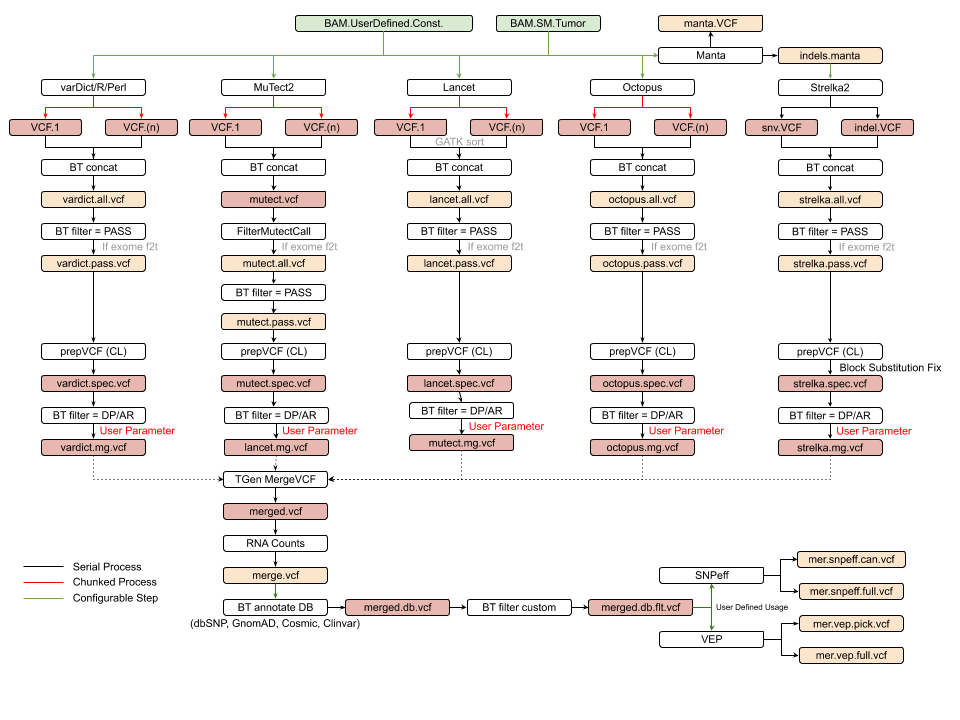 BAM.UserDefined.Const.
BAM.SM.Tumor
manta.VCF
Manta
indels.manta
varDict/R/Perl
MuTect2
Lancet
Octopus
Strelka2
VCF.1
VCF.(n)
VCF.1
VCF.(n)
VCF.1
VCF.(n)
VCF.1
VCF.(n)
snv.VCF
indel.VCF
GATK sort
BT concat
BT concat
BT concat
BT concat
BT concat
vardict.all.vcf
mutect.vcf
lancet.all.vcf
octopus.all.vcf
strelka.all.vcf
BT filter = PASS
FilterMutectCall
BT filter = PASS
BT filter = PASS
BT filter = PASS
If exome f2t
If exome f2t
If exome f2t
If exome f2t
If exome f2t
vardict.pass.vcf
mutect.all.vcf
lancet.pass.vcf
octopus.pass.vcf
strelka.pass.vcf
BT filter = PASS
mutect.pass.vcf
prepVCF (CL)
prepVCF (CL)
prepVCF (CL)
prepVCF (CL)
prepVCF (CL)
Block Substitution Fix
vardict.spec.vcf
mutect.spec.vcf
lancet.spec.vcf
octopus.spec.vcf
strelka.spec.vcf
BT filter = DP/AR
BT filter = DP/AR
BT filter = DP/AR
BT filter = DP/AR
BT filter = DP/AR
User Parameter
User Parameter
User Parameter
User Parameter
User Parameter
vardict.mg.vcf
lancet.mg.vcf
mutect.mg.vcf
octopus.mg.vcf
strelka.mg.vcf
TGen MergeVCF
merged.vcf
RNA Counts
merge.vcf
Serial Process
Chunked Process
Configurable Step
BT annotate DB
(dbSNP, GnomAD, Cosmic, Clinvar)
merged.db.vcf
BT filter custom
merged.db.flt.vcf
User Defined Usage
SNPeff
VEP
mer.snpeff.can.vcf
mer.snpeff.full.vcf
mer.vep.pick.vcf
mer.vep.full.vcf